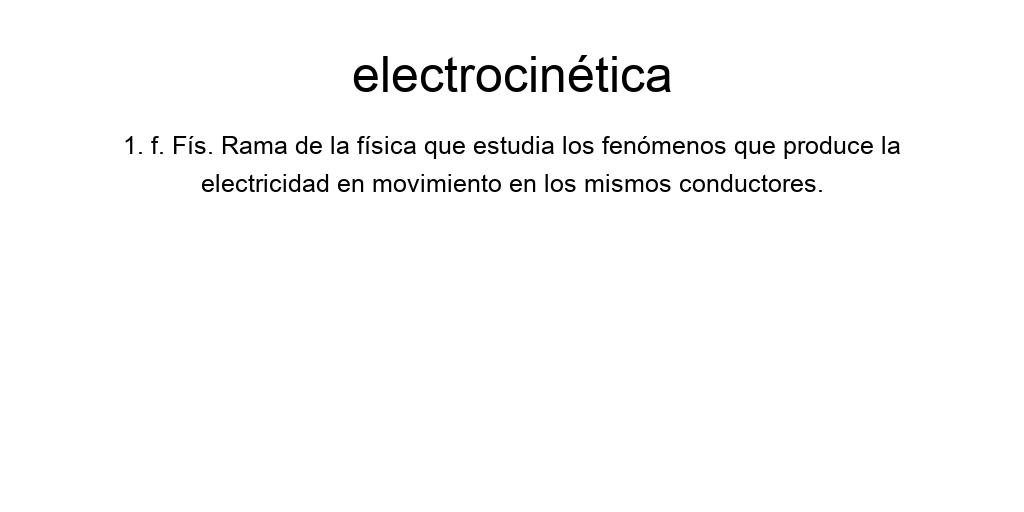 electrocinética
1. f. Fís. Rama de la física que estudia los fenómenos que produce la
electricidad en movimiento en los mismos conductores.